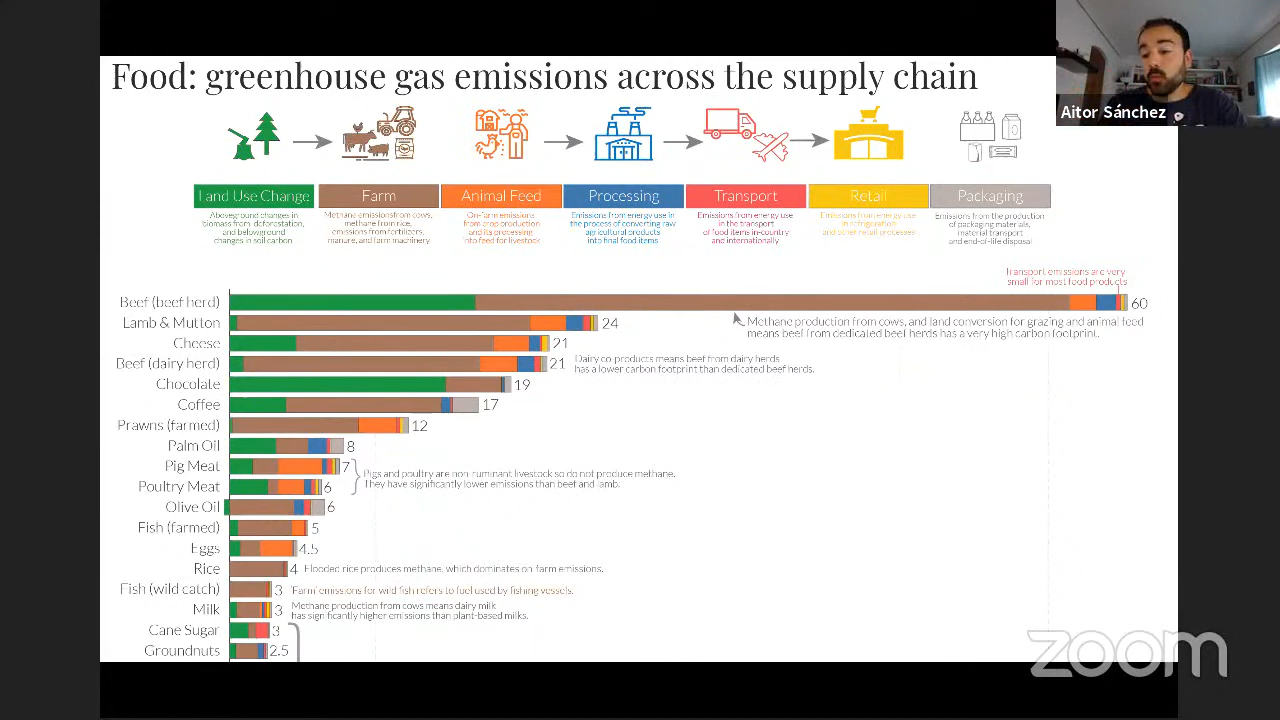 Food: greenhouse gas emissions across the supply chain
Aitor Sánchez
Land Use Change
Farm
Animal Feed
Processing
Transport
Retail
Packaging
Aboveground changes in
biomass from deforestation,
and belowground
changes in soil carbon
Methane emissions from cows,
methane from rice,
emissions from fertilizers,
manure, and farm machinery
On-farm emissions
from crop production
and its processing
into feed for livestock
Emissions from energy use in
the process of converting raw
agricultural products
into final food items
Emissions from energy use
in the transport
of food items in-country
and internationally
Emissions from energy use
in refrigeration
and other retail processes
Emissions from the production
of packaging materials,
material transport
and end-of-life disposal
Transport emissions are very
small for most food products
Beef (beef herd) 60
Methane production from cows, and land conversion for grazing and animal feed
means beef from dedicated beef herds has a very high carbon footprint.
Lamb & Mutton 24
Cheese 21
Beef (dairy herd) 21
Dairy co-products means beef from dairy herds
has a lower carbon footprint than dedicated beef herds.
Chocolate 19
Coffee 17
Prawns (farmed) 12
Palm Oil 8
Pig Meat 7
Pigs and poultry are non-ruminant livestock so do not produce methane.
They have significantly lower emissions than beef and lamb.
Poultry Meat 6
Olive Oil 6
Fish (farmed) 5
Eggs 4.5
Rice 4 Flooded rice produces methane, which dominates on-farm emissions.
Fish (wild catch) 3 'Farm' emissions for wild fish refers to fuel used by fishing vessels.
Milk 3
Methane production from cows means dairy milk
has significantly higher emissions than plant-based milks.
Cane Sugar 3
Groundnuts 2.5
zoom